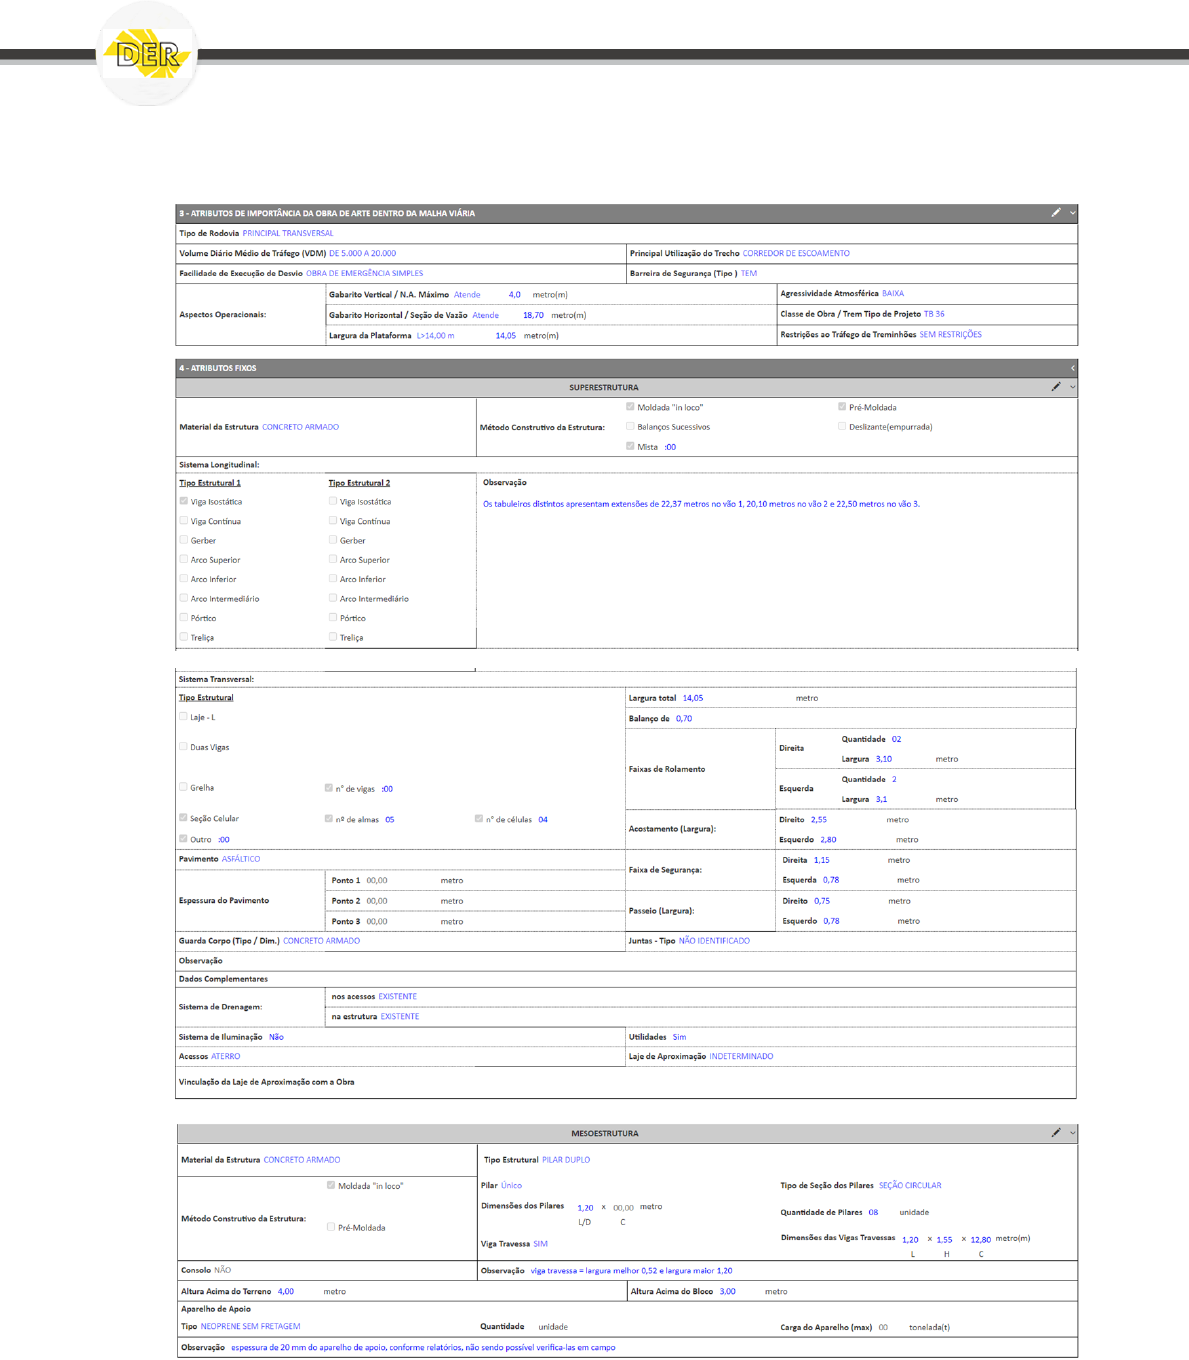 DER
3 - ATRIBUTOS DE IMPORTÂNCIA DA OBRA DE ARTE DENTRO DA MALHA VIÁRIA
Tipo de Rodovia PRINCIPAL TRANSVERSAL
Volume Diário Médio de Tráfego (VDM) DE 5.000 A 20.000 Principal Utilização do Trecho CORREDOR DE ESCOAMENTO
Facilidade de Execução de Desvio OBRA DE EMERGÊNCIA SIMPLES Barreira de Segurança (Tipo ) TEM
Aspectos Operacionais:
Gabarito Vertical / N.A. Máximo Atende 4,0 metro(m) Agressividade Atmosférica BAIXA
Gabarito Horizontal / Seção de Vazão Atende 18,70 metro(m) Classe de Obra / Trem Tipo de Projeto TB 36
Largura da Plataforma L>14,00 m 14,05 metro(m) Restrições ao Tráfego de Treminhões SEM RESTRIÇÕES
4 - ATRIBUTOS FIXOS
SUPERESTRUTURA
Material da Estrutura CONCRETO ARMADO
Método Construtivo da Estrutura:
Moldada "in loco" Pré-Moldada
Balanços Sucessivos Deslizante(empurrada)
Mista :00
Sistema Longitudinal:
Tipo Estrutural 1 Tipo Estrutural 2 Observação
Viga Isostática Viga Isostática Os tabuleiros distintos apresentam extensões de 22,37 metros no vão 1, 20,10 metros no vão 2 e 22,50 metros no vão 3.
Viga Contínua Viga Contínua
Gerber Gerber
Arco Superior Arco Superior
Arco Inferior Arco Inferior
Arco Intermediário Arco Intermediário
Pórtico Pórtico
Treliça Treliça
Sistema Transversal:
Tipo Estrutural
Laje - L
Duas Vigas
Grelha nº de vigas :00
Seção Celular nº de almas 05 nº de células 04
Outro :00
Largura total 14,05 metro
Balanço de 0,70
Faixas de Rolamento
Direita
Quantidade 02
Largura 3,10 metro
Esquerda
Quantidade 2
Largura 3,1 metro
Acostamento (Largura):
Direito 2,55 metro
Esquerdo 2,80 metro
Pavimento ASFÁLTICO
Espessura do Pavimento
Ponto 1 00,00 metro
Ponto 2 00,00 metro
Ponto 3 00,00 metro
Faixa de Segurança:
Direita 1,15 metro
Esquerda 0,78 metro
Passeio (Largura):
Direito 0,75 metro
Esquerdo 0,78 metro
Guarda Corpo (Tipo / Dim.) CONCRETO ARMADO Juntas - Tipo NÃO IDENTIFICADO
Observação
Dados Complementares
Sistema de Drenagem:
nos acessos EXISTENTE
na estrutura EXISTENTE
Sistema de Iluminação Não Utilidades Sim
Acessos ATERRO Laje de Aproximação INDETERMINADO
Vinculação da Laje de Aproximação com a Obra
MESOESTRUTURA
Material da Estrutura CONCRETO ARMADO Tipo Estrutural PILAR DUPLO
Método Construtivo da Estrutura:
Moldada "in loco"
Pré-Moldada
Pilar Único Tipo de Seção dos Pilares SEÇÃO CIRCULAR
Dimensões dos Pilares 1,20 x 00,00 metro
L/D C
Quantidade de Pilares 08 unidade
Viga Travessa SIM
Dimensões das Vigas Travessas 1,20 x 1,55 x 12,80 metro(m)
L H C
Consolo NÃO Observação viga travessa = largura melhor 0,52 e largura maior 1,20
Altura Acima do Terreno 4,00 metro Altura Acima do Bloco 3,00 metro
Aparelho de Apoio
Tipo NEOPRENE SEM FRETAGEM Quantidade unidade Carga do Aparelho (max) 00 tonelada(t)
Observação espessura de 20 mm do aparelho de apoio, conforme relatórios, não sendo possível verifica-las em campo